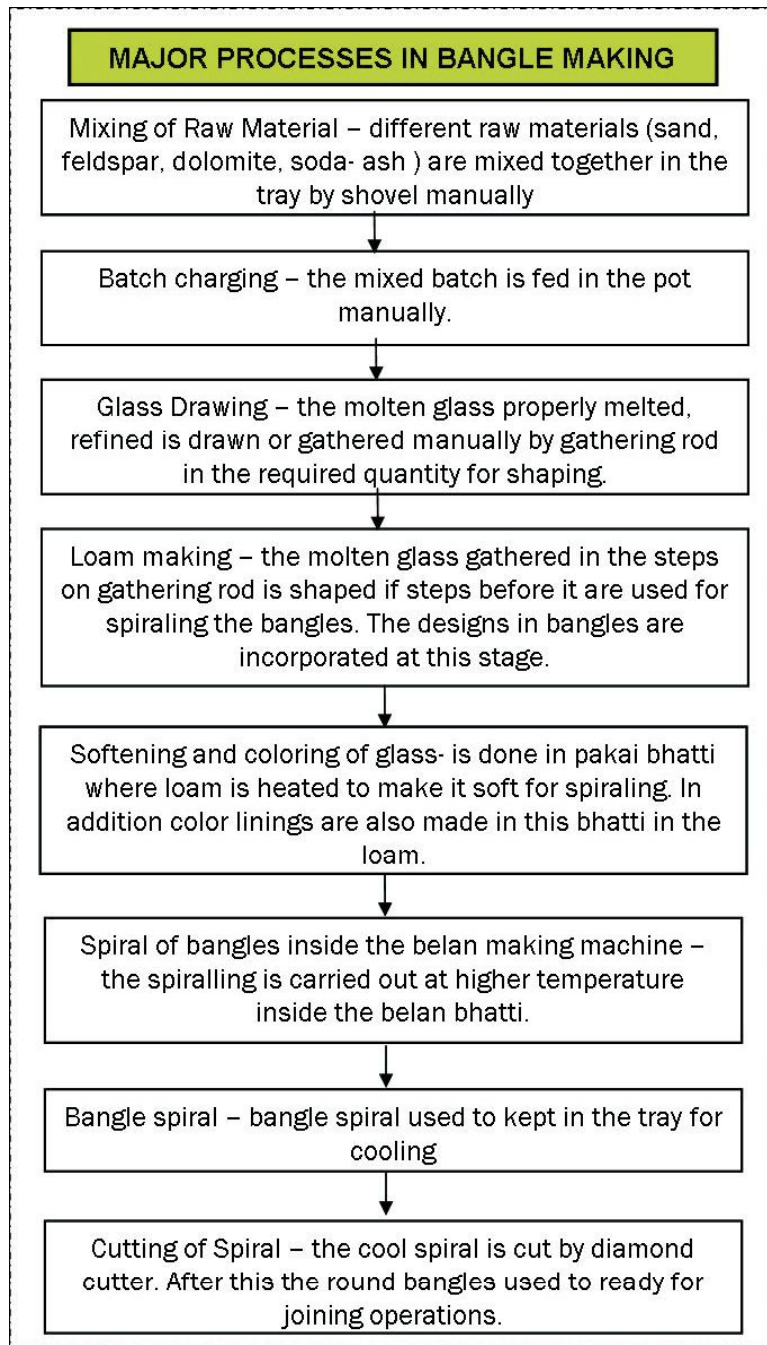 MAJOR PROCESSES IN BANGLE MAKING
Mixing of Raw Material – different raw materials (sand,
feldspar, dolomite, soda- ash ) are mixed together in the
tray by shovel manually
Batch charging – the mixed batch is fed in the pot
manually.
Glass Drawing – the molten glass properly melted,
refined is drawn or gathered manually by gathering rod
in the required quantity for shaping.
Loam making – the molten glass gathered in the steps
on gathering rod is shaped if steps before it are used for
spiraling the bangles. The designs in bangles are
incorporated at this stage.
Softening and coloring of glass- is done in pakai bhatti
where loam is heated to make it soft for spiraling. In
addition color linings are also made in this bhatti in the
loam.
Spiral of bangles inside the belan making machine –
the spiralling is carried out at higher temperature
inside the belan bhatti.
Bangle spiral – bangle spiral used to kept in the tray for
cooling
Cutting of Spiral – the cool spiral is cut by diamond
cutter. After this the round bangles used to ready for
joining operations.